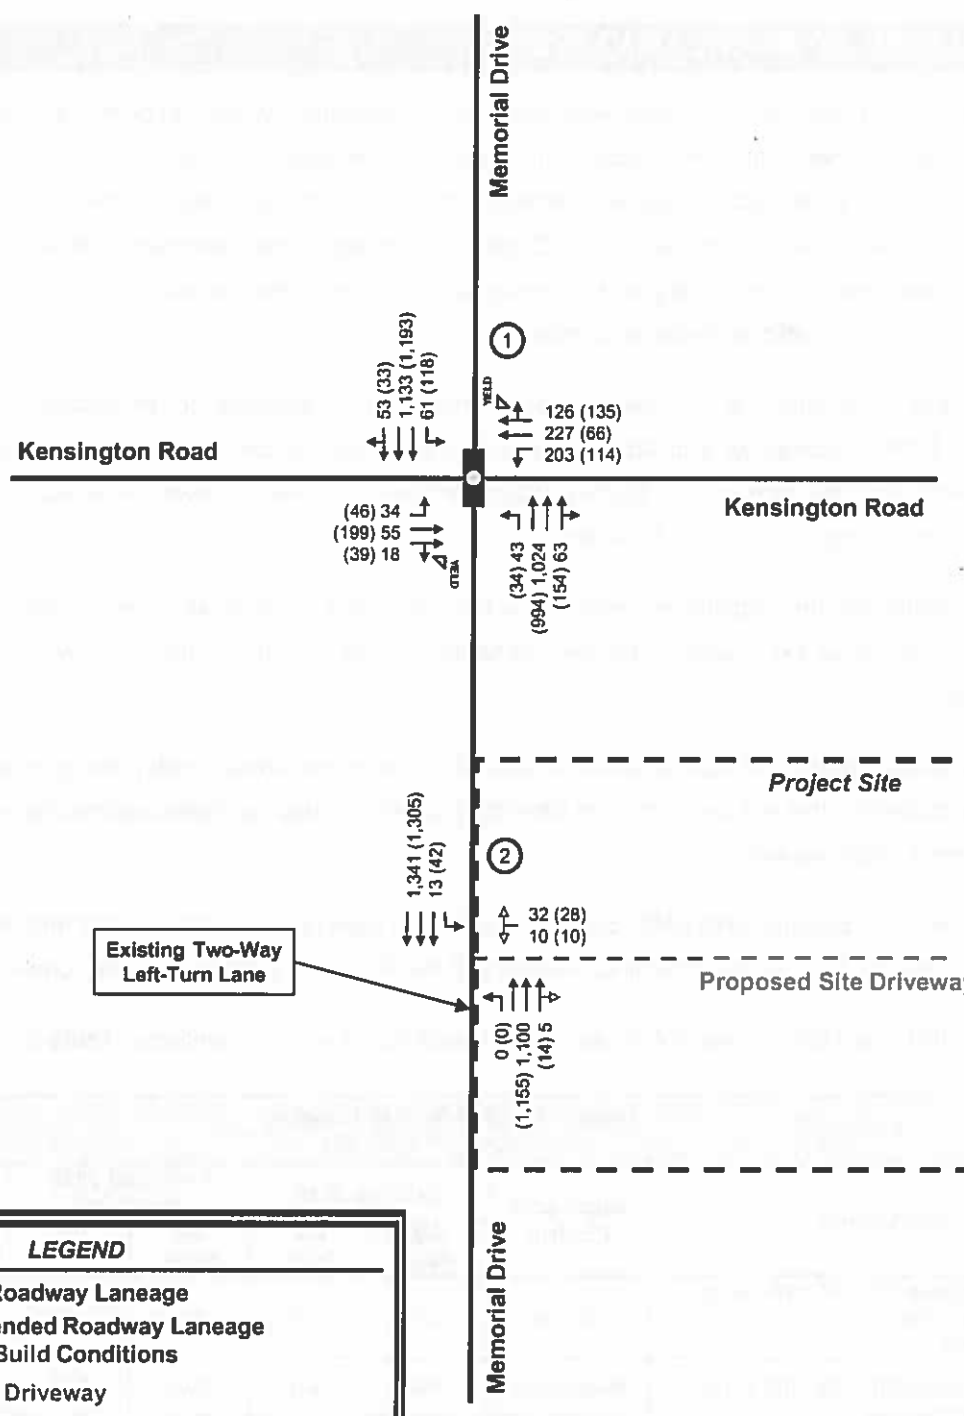 Memorial Drive
1
53 (33)
1,133 (1,193)
61 (118)
YIELD
126 (135)
227 (66)
203 (114)
Kensington Road
Kensington Road
(46) 34
(199) 55
(39) 18
YIELD
(34) 43
(994) 1,024
(154) 63
Project Site
2
1,341 (1,305)
13 (42)
32 (28)
10 (10)
Existing Two-Way
Left-Turn Lane
Proposed Site Driveway
0 (0)
(1,155) 1,100
(14) 5
Memorial Drive
LEGEND
Roadway Laneage
ended Roadway Laneage
Build Conditions
Driveway